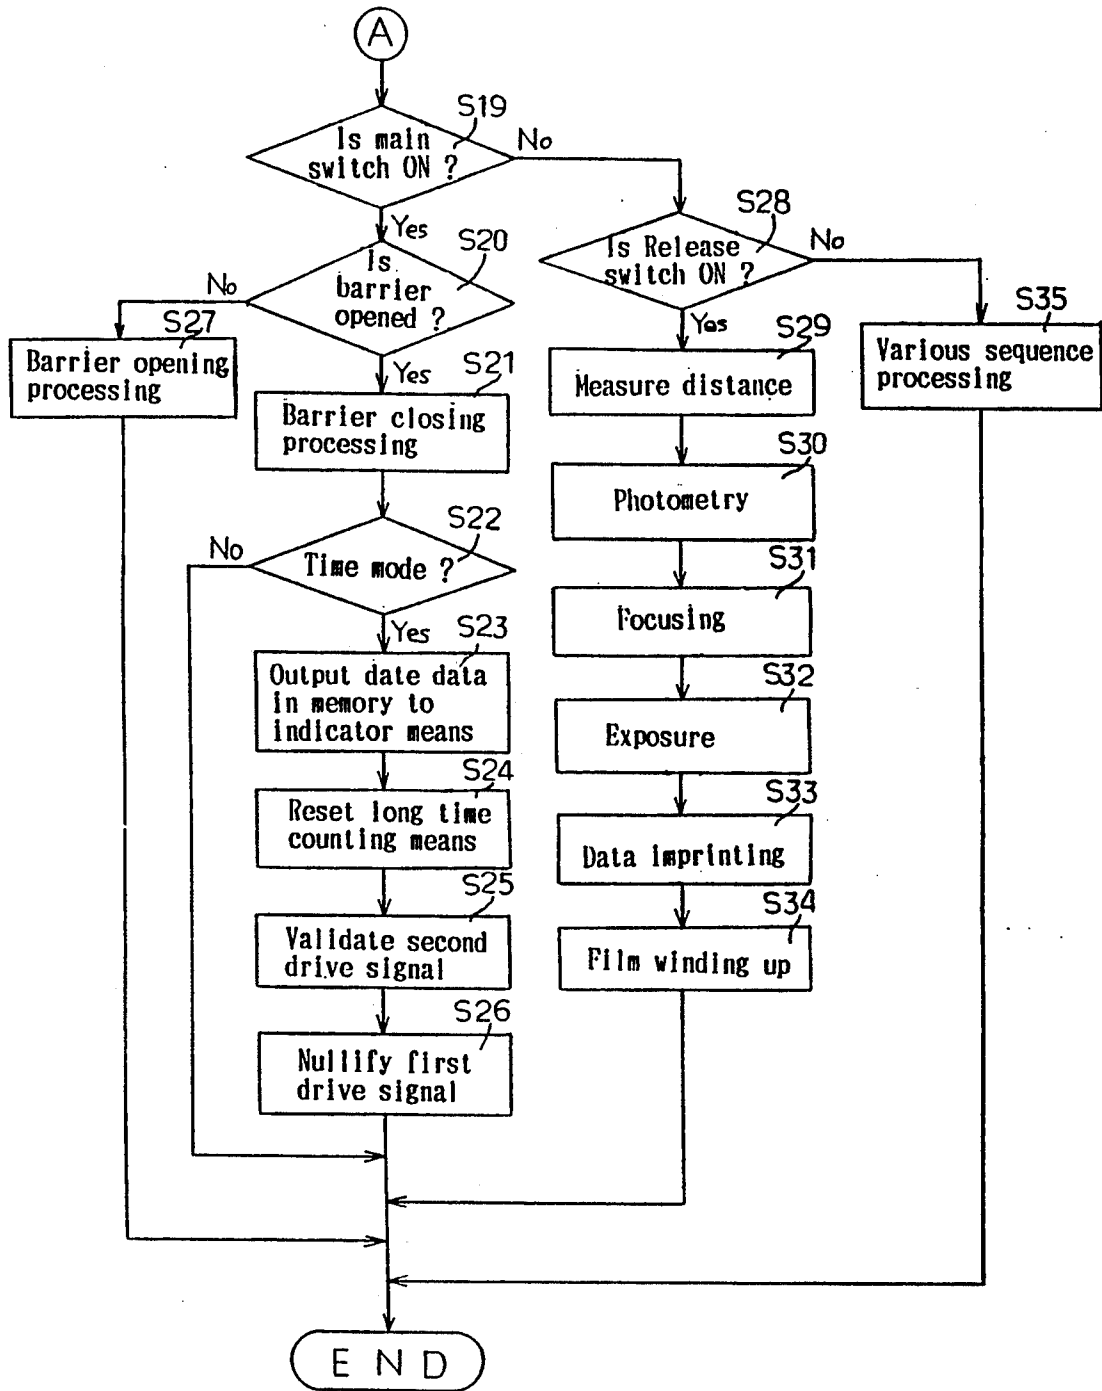 A
S19
Is main
switch ON ?
No
Yes
S20
Is
barrier
opened ?
No
S27
Barrier opening
processing
Yes
S21
Barrier closing
processing
S22
Time mode ?
No
Yes
S23
Output date data
in memory to
indicator means
S24
Reset long time
counting means
S25
Validate second
drive signal
S26
Nullify first
drive signal
S28
Is Release
switch ON ?
No
Yes
S29
Measure distance
S30
Photometry
S31
Focusing
S32
Exposure
S33
Data imprinting
S34
Film winding up
S35
Various sequence
processing
END